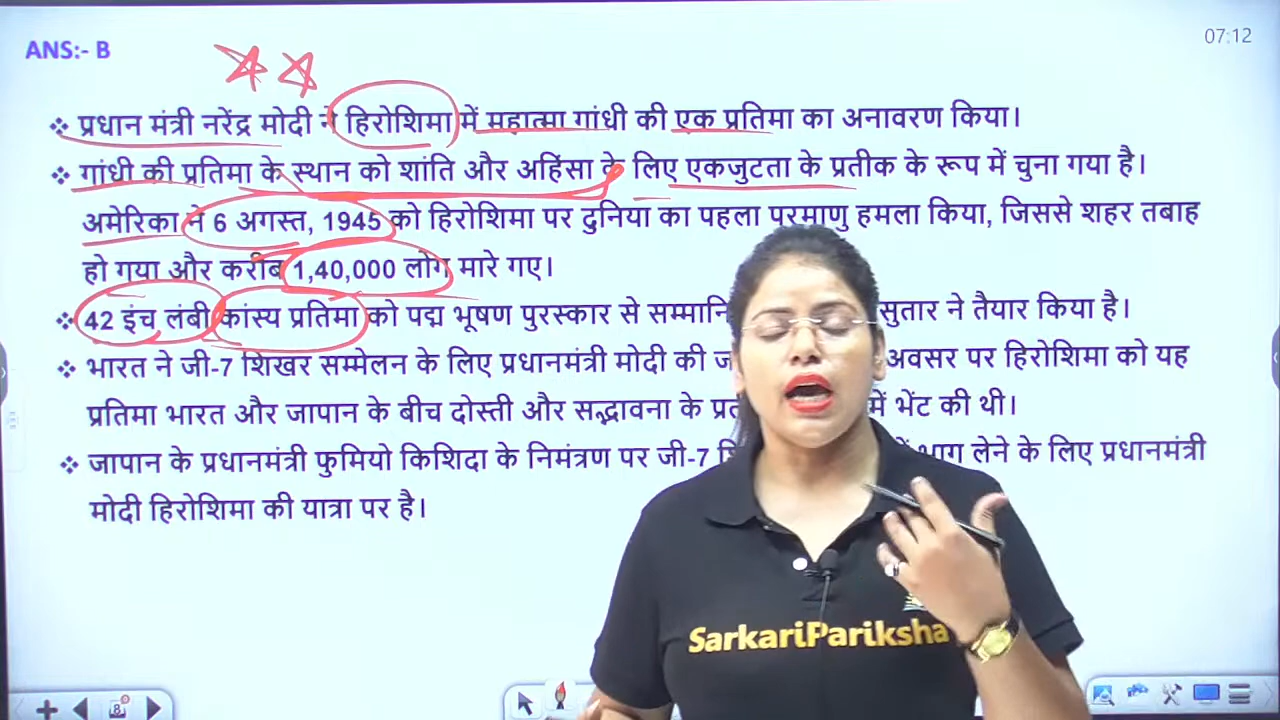 ANS:- B
07:12
❖ प्रधान मंत्री नरेंद्र मोदी ने हिरोशिमा में महात्मा गांधी की एक प्रतिमा का अनावरण किया।
❖ गांधी की प्रतिमा के स्थान को शांति और अहिंसा के लिए एकजुटता के प्रतीक के रूप में चुना गया है।
अमेरिका ने 6 अगस्त, 1945 को हिरोशिमा पर दुनिया का पहला परमाणु हमला किया, जिससे शहर तबाह
हो गया और करीब 1,40,000 लोग मारे गए।
❖ 42 इंच लंबी कांस्य प्रतिमा को पद्म भूषण पुरस्कार से सुतार ने तैयार किया है।
❖ भारत ने जी-7 शिखर सम्मेलन के लिए प्रधानमंत्री मोदी की अवसर पर हिरोशिमा को यह
प्रतिमा भारत और जापान के बीच दोस्ती और सद्भावना के में भेंट की थी।
❖ जापान के प्रधानमंत्री फुमियो किशिदा के निमंत्रण पर जी-7 भाग लेने के लिए प्रधानमंत्री
मोदी हिरोशिमा की यात्रा पर है।
SarkariPariksha
8